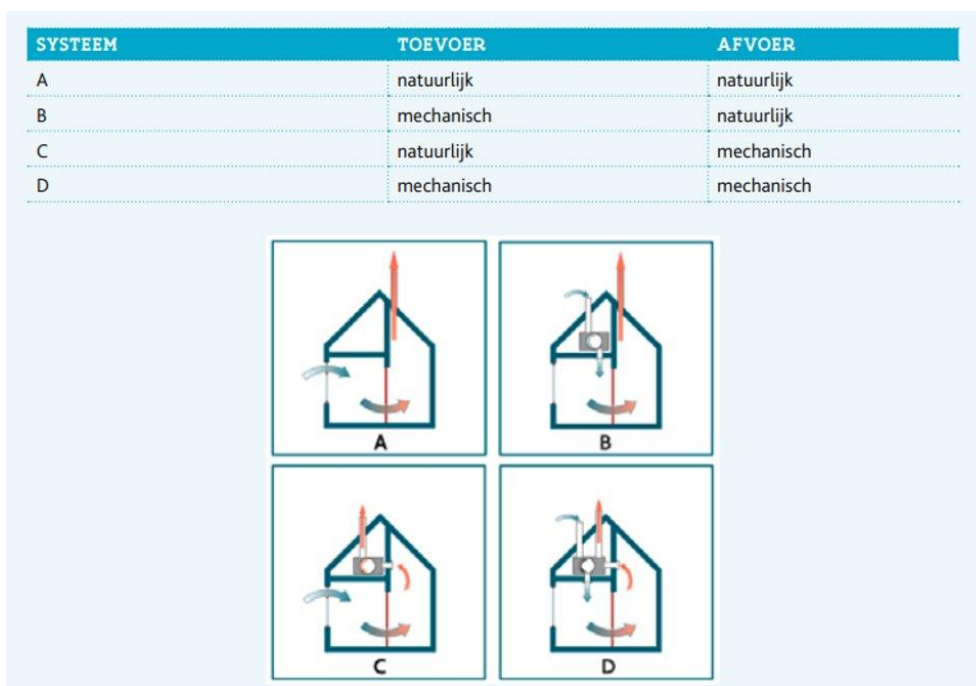 SYSTEEM TOEVOER AFVOER
A natuurlijk natuurlijk
B mechanisch natuurlijk
C natuurlijk mechanisch
D mechanisch mechanisch
A B
C D